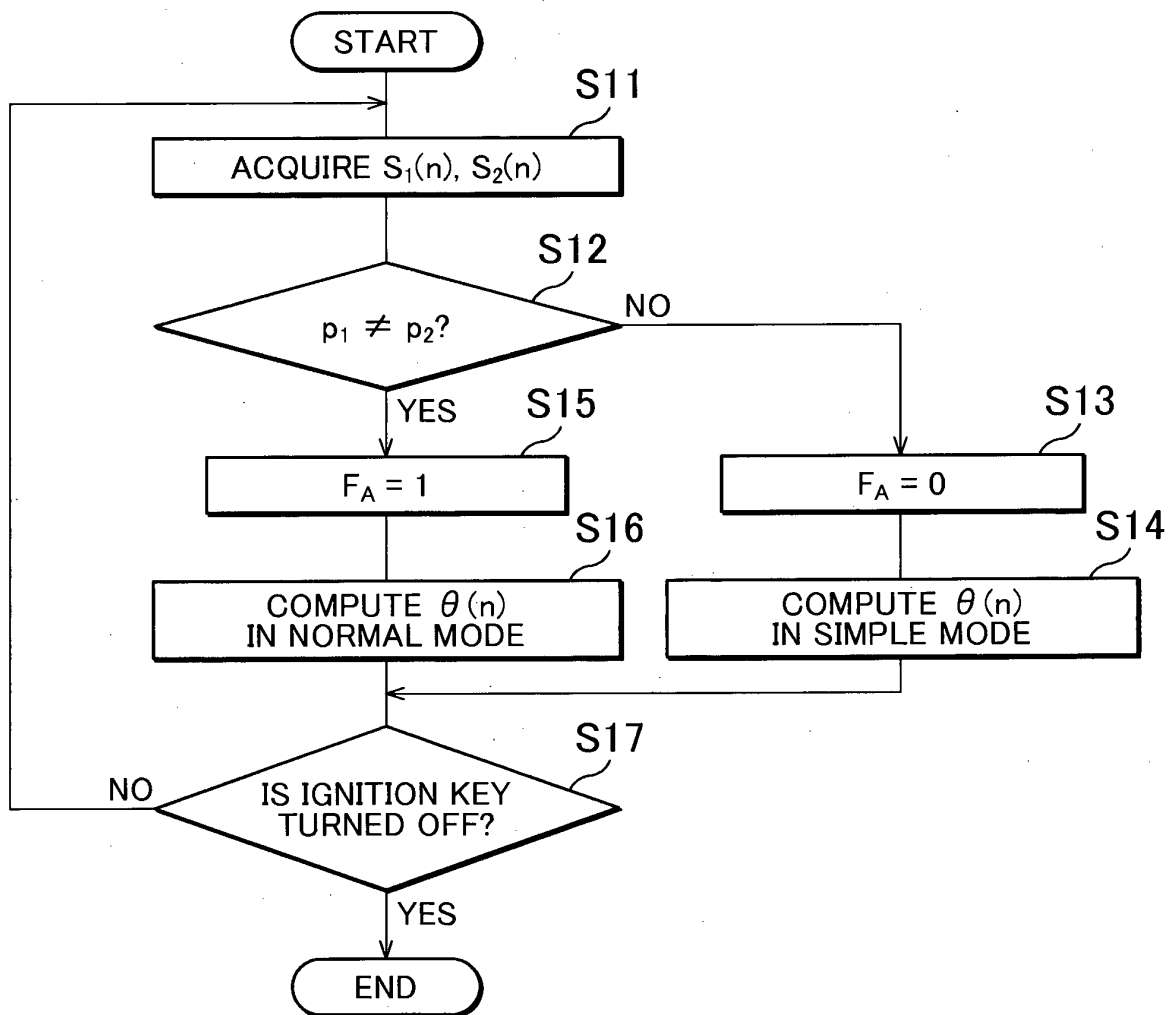 START
S11
ACQUIRE S₁(n), S₂(n)
S12
p₁ ≠ p₂?
NO
YES
S15
S13
F_A = 1
F_A = 0
S16
S14
COMPUTE θ(n)
IN NORMAL MODE
COMPUTE θ(n)
IN SIMPLE MODE
S17
NO
IS IGNITION KEY
TURNED OFF?
YES
END